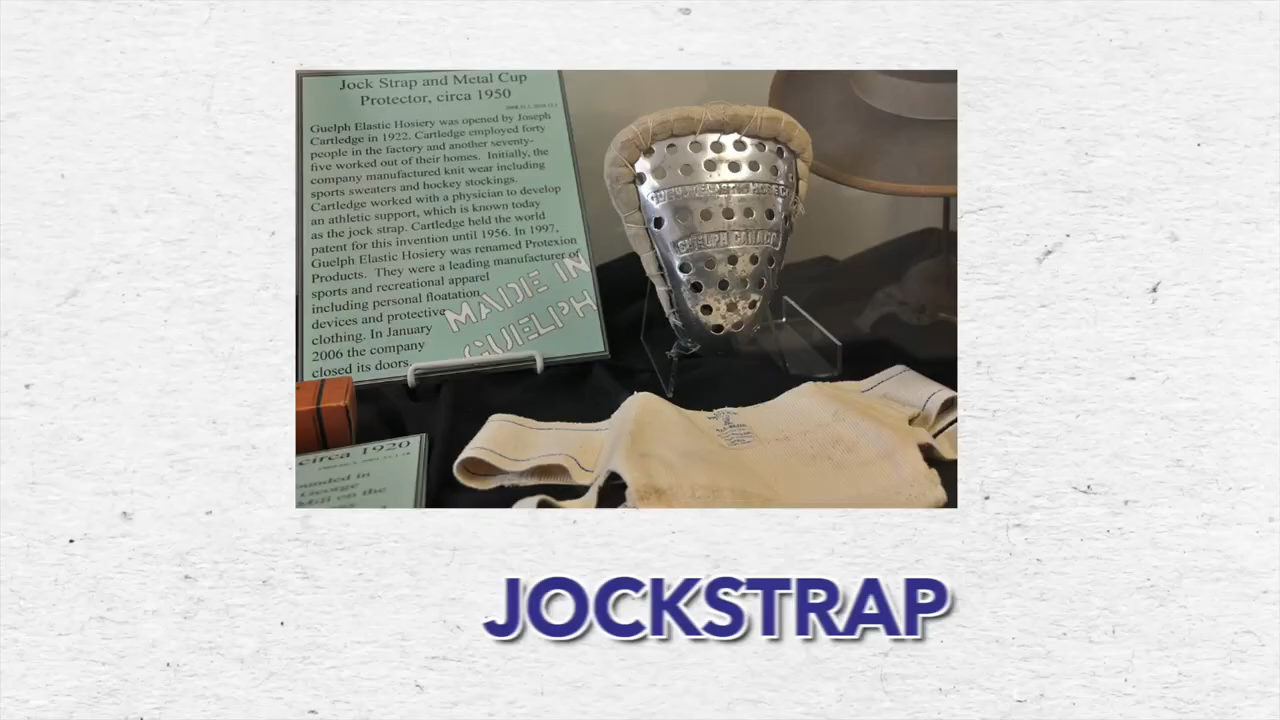 Jock Strap and Metal Cup
Protector, circa 1950
Guelph Elastic Hosiery was opened by Joseph
Cartledge in 1922. Cartledge employed forty
people in the factory and another seventy-
five worked out of their homes. Initially, the
company manufactured knit wear including
sports sweaters and hockey stockings.
Cartledge worked with a physician to develop
an athletic support, which is known today
as the jock strap. Cartledge held the world
patent for this invention until 1956. In 1997,
Guelph Elastic Hosiery was renamed Protexion
Products. They were a leading manufacturer of
sports and recreational apparel
including personal floatation
devices and protective
clothing. In January
2006 the company
closed its doors.
MADE IN
GUELPH
GUELPH ELASTIC HOSIERY
GUELPH CANADA
circa 1920
ounded in
George
on the
JOCKSTRAP